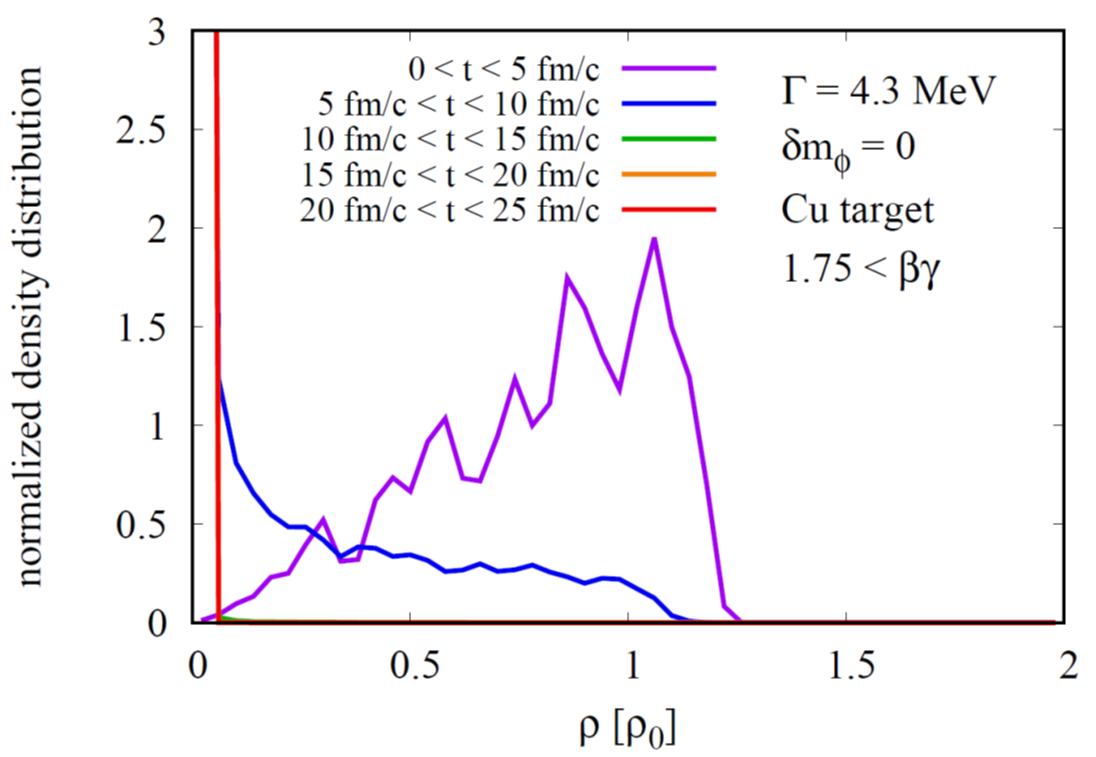 normalized density distribution
3
2.5
2
1.5
1
0.5
0
0 < t < 5 fm/c
5 fm/c < t < 10 fm/c
10 fm/c < t < 15 fm/c
15 fm/c < t < 20 fm/c
20 fm/c < t < 25 fm/c
Γ = 4.3 MeV
δmϕ = 0
Cu target
1.75 < βγ
0 0.5 1 1.5 2
ρ [ρ0]